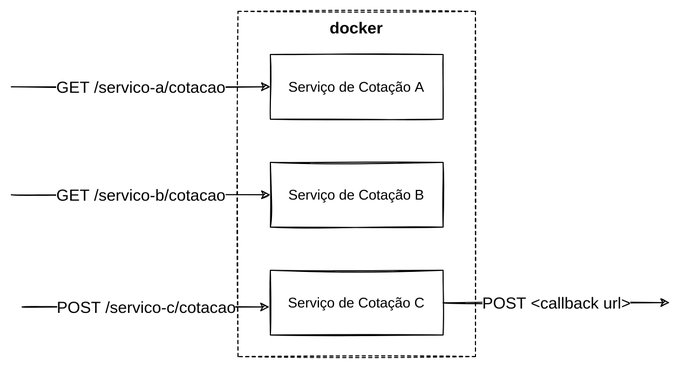 docker
GET /servico-a/cotacao
Serviço de Cotação A
GET /servico-b/cotacao
Serviço de Cotação B
POST /servico-c/cotacao
Serviço de Cotação C
POST <callback url>